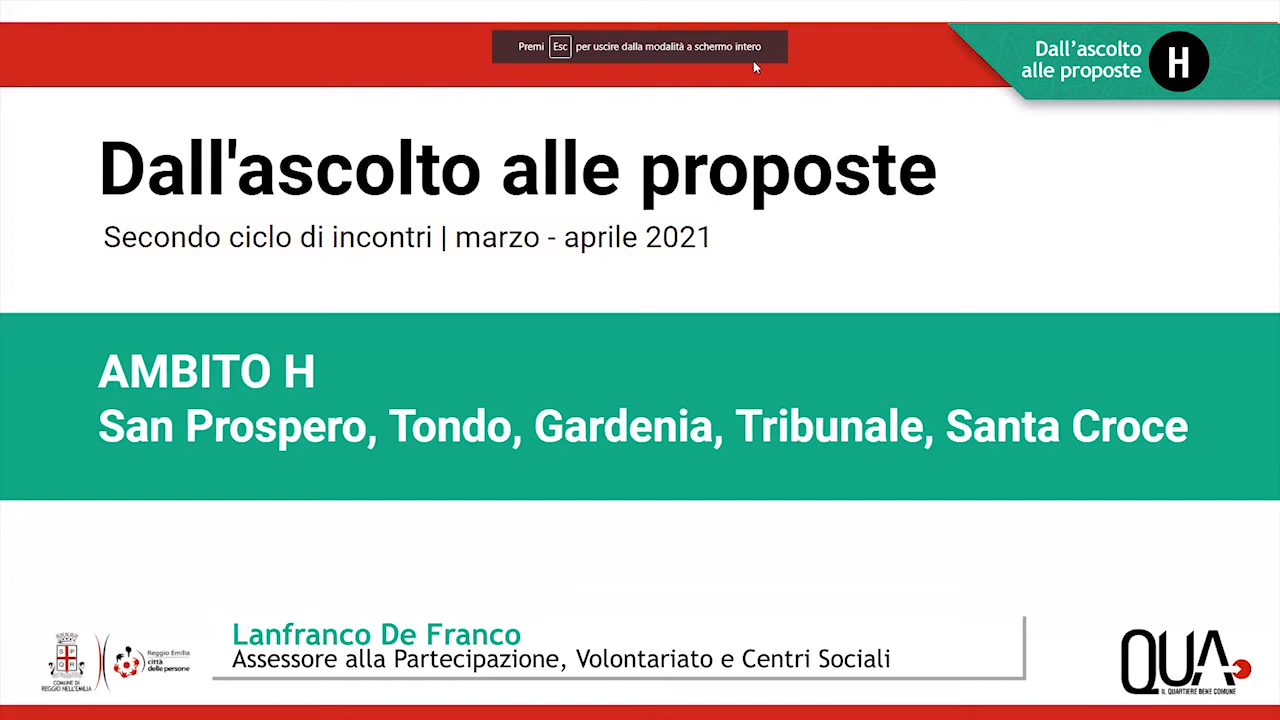 Premi Esc per uscire dalla modalità a schermo intero
Dall'ascolto
alle proposte
H
Dall'ascolto alle proposte
Secondo ciclo di incontri | marzo - aprile 2021
AMBITO H
San Prospero, Tondo, Gardenia, Tribunale, Santa Croce
Lanfranco De Franco
Assessore alla Partecipazione, Volontariato e Centri Sociali
S P
Q R
COMUNE DI
REGGIO NELL'EMILIA
Reggio Emilia
città
delle persone
QUA
IL QUARTIERE BENE COMUNE